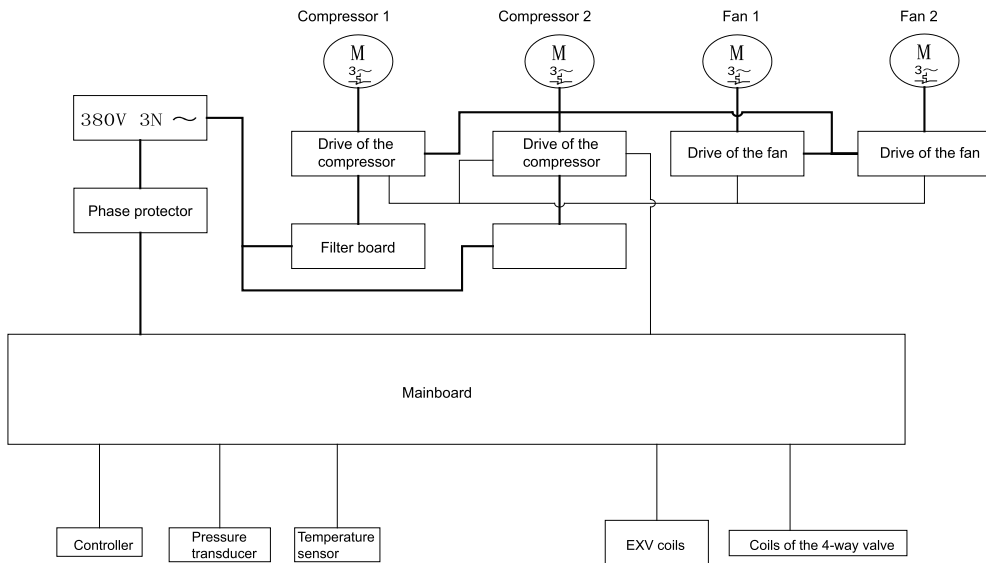 Compressor 1
Compressor 2
Fan 1
Fan 2
M
3~
M
3~
M
3~
M
3~
380V 3N ~
Drive of the
compressor
Drive of the
compressor
Drive of the fan
Drive of the fan
Phase protector
Filter board
Mainboard
Controller
Pressure
transducer
Temperature
sensor
EXV coils
Coils of the 4-way valve